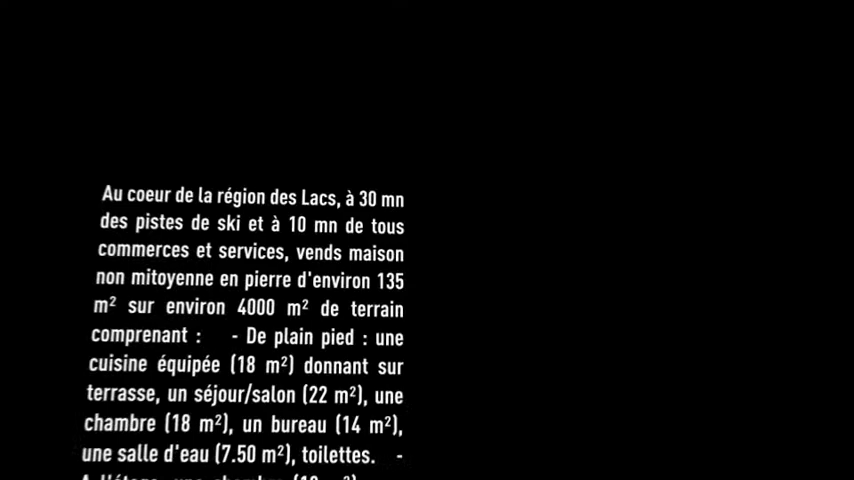 Au coeur de la région des Lacs, à 30 mn
des pistes de ski et à 10 mn de tous
commerces et services, vends maison
non mitoyenne en pierre d'environ 135
m² sur environ 4000 m² de terrain
comprenant : - De plain pied : une
cuisine équipée (18 m²) donnant sur
terrasse, un séjour/salon (22 m²), une
chambre (18 m²), un bureau (14 m²),
une salle d'eau (7.50 m²), toilettes. -
A l'étage, une chambre